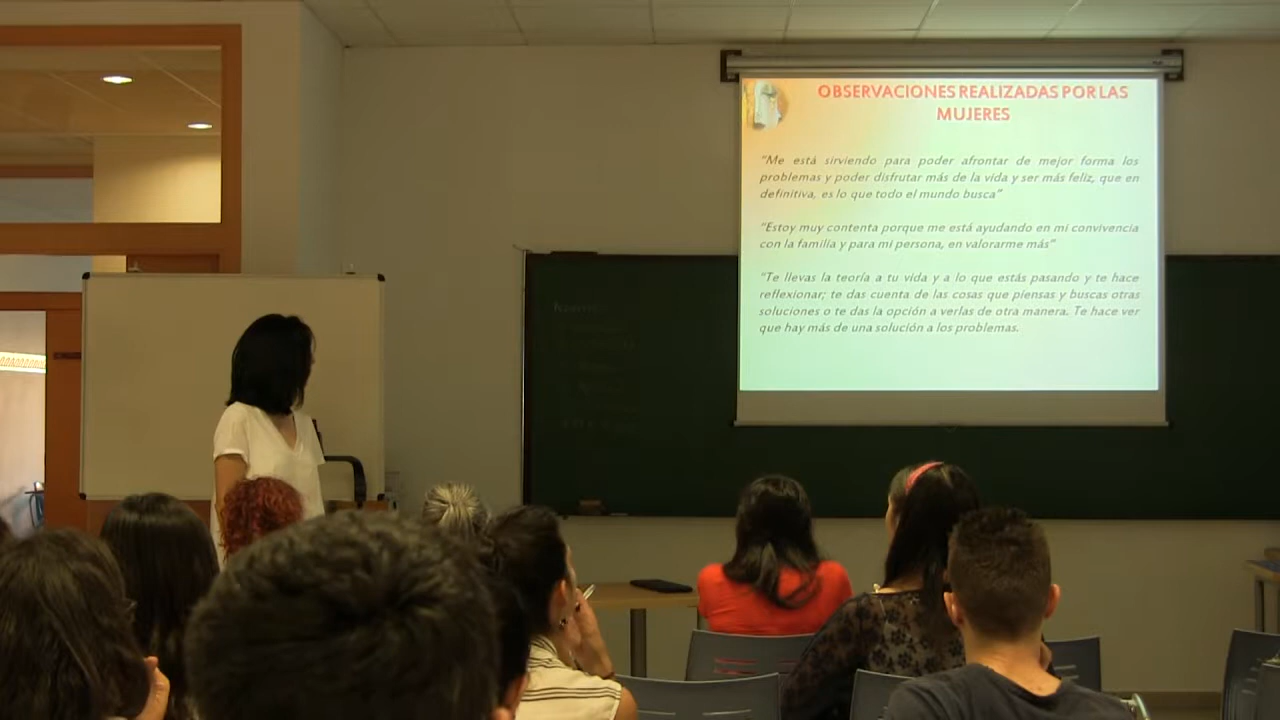 OBSERVACIONES REALIZADAS POR LAS
MUJERES
“Me está sirviendo para poder afrontar de mejor forma los
problemas y poder disfrutar más de la vida y ser más feliz, que en
definitiva, es lo que todo el mundo busca”
“Estoy muy contenta porque me está ayudando en mi convivencia
con la familia y para mi persona, en valorarme más”
“Te llevas la teoría a tu vida y a lo que estás pasando y te hace
reflexionar; te das cuenta de las cosas que piensas y buscas otras
soluciones o te das la opción a verlas de otra manera. Te hace ver
que hay más de una solución a los problemas.